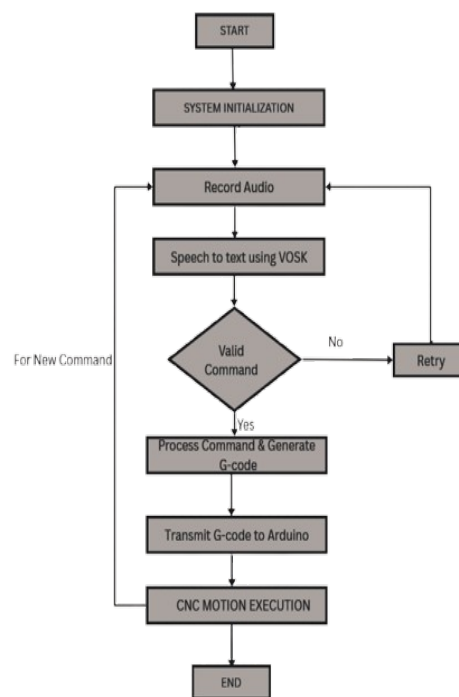 START
SYSTEM INITIALIZATION
Record Audio
Speech to text using VOSK
Valid
Command
No
Retry
For New Command
Yes
Process Command & Generate
G-code
Transmit G-code to Arduino
CNC MOTION EXECUTION
END